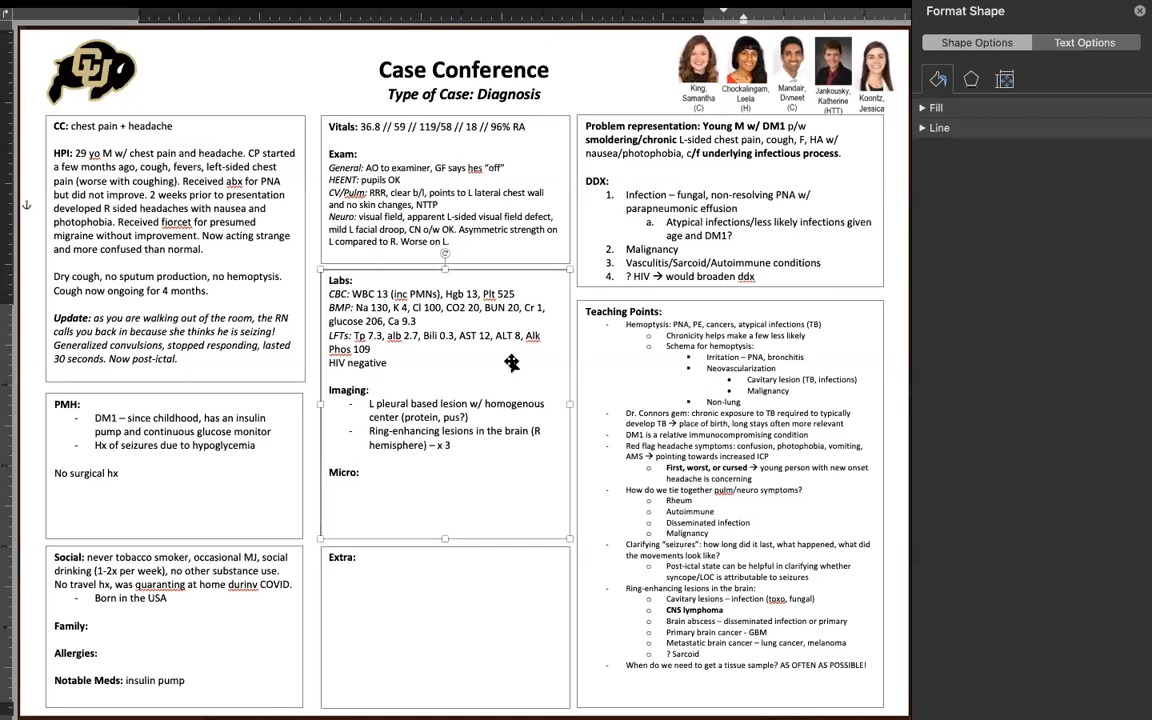 Format Shape
Shape Options
Text Options
Fill
Line
CU
Case Conference
Type of Case: Diagnosis
King,
Samantha
(C)
Chockalingam,
Leela
(H)
Mandair,
Divneet
(C)
Jankousky,
Katherine
(HTT)
Koontz,
Jessica
CC: chest pain + headache
HPI: 29 yo M w/ chest pain and headache. CP started
a few months ago, cough, fevers, left-sided chest
pain (worse with coughing). Received abx for PNA
but did not improve. 2 weeks prior to presentation
developed R sided headaches with nausea and
photophobia. Received fiorcet for presumed
migraine without improvement. Now acting strange
and more confused than normal.
Dry cough, no sputum production, no hemoptysis.
Cough now ongoing for 4 months.
Update: as you are walking out of the room, the RN
calls you back in because she thinks he is seizing!
Generalized convulsions, stopped responding, lasted
30 seconds. Now post-ictal.
PMH:
- DM1 – since childhood, has an insulin
pump and continuous glucose monitor
- Hx of seizures due to hypoglycemia
No surgical hx
Social: never tobacco smoker, occasional MJ, social
drinking (1-2x per week), no other substance use.
No travel hx, was quaranting at home durinv COVID.
- Born in the USA
Family:
Allergies:
Notable Meds: insulin pump
Vitals: 36.8 // 59 // 119/58 // 18 // 96% RA
Exam:
General: AO to examiner, GF says hes "off"
HEENT: pupils OK
CV/Pulm: RRR, clear b/l, points to L lateral chest wall
and no skin changes, NTTP
Neuro: visual field, apparent L-sided visual field defect,
mild L facial droop, CN o/w OK. Asymmetric strength on
L compared to R. Worse on L.
Labs:
CBC: WBC 13 (inc PMNs), Hgb 13, Plt 525
BMP: Na 130, K 4, Cl 100, CO2 20, BUN 20, Cr 1,
glucose 206, Ca 9.3
LFTs: Tp 7.3, alb 2.7, Bili 0.3, AST 12, ALT 8, Alk
Phos 109
HIV negative
Imaging:
- L pleural based lesion w/ homogenous
center (protein, pus?)
- Ring-enhancing lesions in the brain (R
hemisphere) – x 3
Micro:
Extra:
Problem representation: Young M w/ DM1 p/w
smoldering/chronic L-sided chest pain, cough, F, HA w/
nausea/photophobia, c/f underlying infectious process.
DDX:
1. Infection – fungal, non-resolving PNA w/
parapneumonic effusion
a. Atypical infections/less likely infections given
age and DM1?
2. Malignancy
3. Vasculitis/Sarcoid/Autoimmune conditions
4. ? HIV → would broaden ddx
Teaching Points:
- Hemoptysis: PNA, PE, cancers, atypical infections (TB)
o Chronicity helps make a few less likely
o Schema for hemoptysis:
▪ Irritation – PNA, bronchitis
▪ Neovascularization
• Cavitary lesion (TB, infections)
• Malignancy
▪ Non-lung
- Dr. Connors gem: chronic exposure to TB required to typically
develop TB → place of birth, long stays often more relevant
- DM1 is a relative immunocompromising condition
- Red flag headache symptoms: confusion, photophobia, vomiting,
AMS → pointing towards increased ICP
o First, worst, or cursed → young person with new onset
headache is concerning
- How do we tie together pulm/neuro symptoms?
o Rheum
o Autoimmune
o Disseminated infection
o Malignancy
- Clarifying "seizures": how long did it last, what happened, what did
the movements look like?
o Post-ictal state can be helpful in clarifying whether
syncope/LOC is attributable to seizures
- Ring-enhancing lesions in the brain:
o Cavitary lesions – infection (toxo, fungal)
o CNS lymphoma
o Brain abscess – disseminated infection or primary
o Primary brain cancer - GBM
o Metastatic brain cancer – lung cancer, melanoma
o ? Sarcoid
- When do we need to get a tissue sample? AS OFTEN AS POSSIBLE!